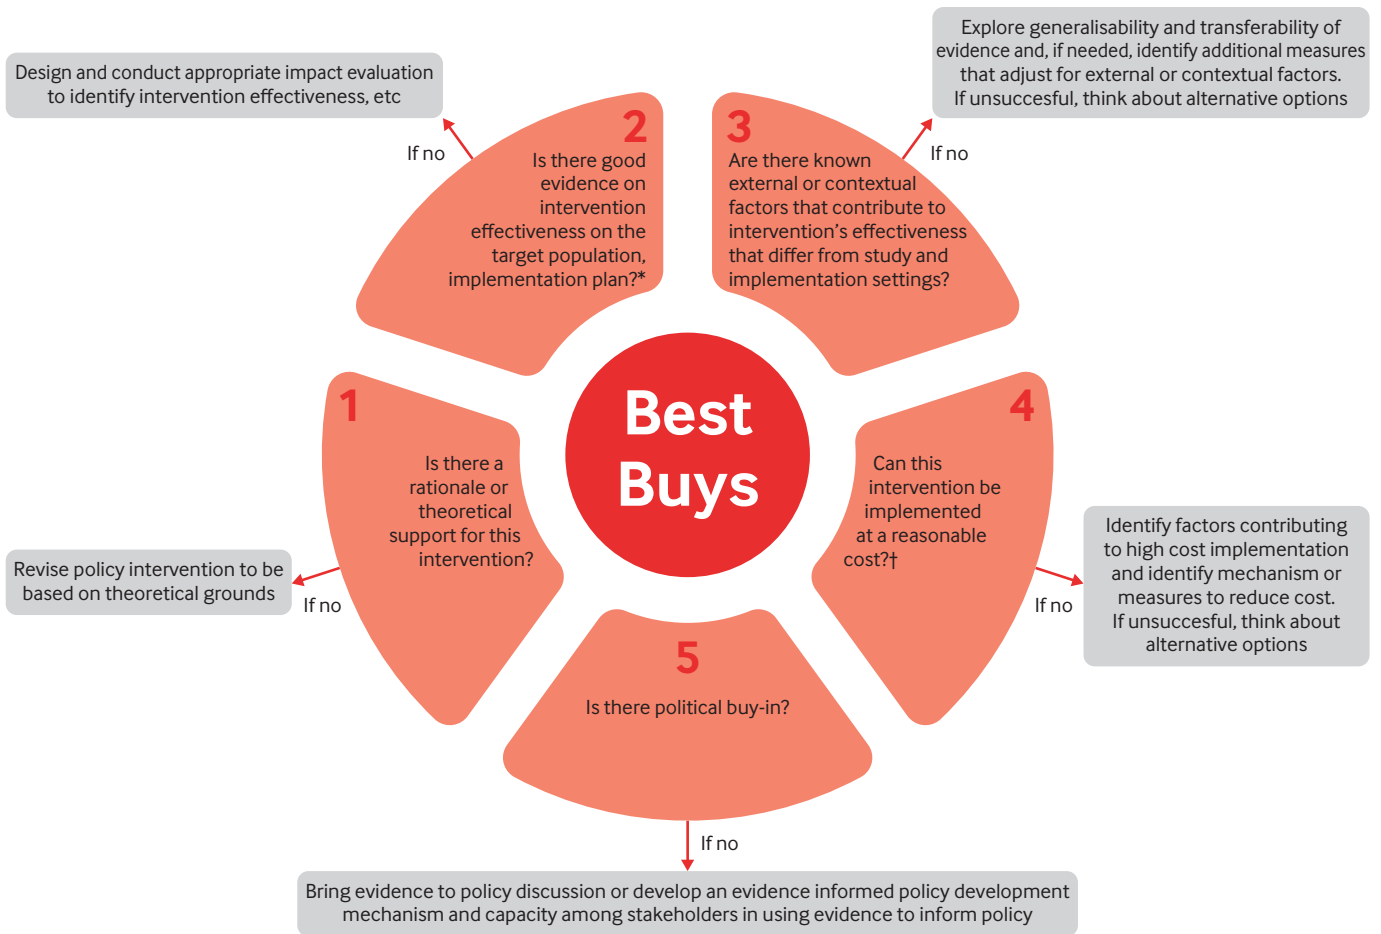 Explore generalisability and transferability of
evidence and, if needed, identify additional measures
that adjust for external or contextual factors.
If unsuccesful, think about alternative options
Design and conduct appropriate impact evaluation
to identify intervention effectiveness, etc
If no
2
Is there good
evidence on
intervention
effectiveness on the
target population,
implementation plan?*
3
Are there known
external or contextual
factors that contribute to
intervention’s effectiveness
that differ from study and
implementation settings?
If no
1
Is there a
rationale or
theoretical
support for this
intervention?
Best
Buys
4
Can this
intervention be
implemented
at a reasonable
cost?†
Revise policy intervention to be
based on theoretical grounds
If no
If no
Identify factors contributing
to high cost implementation
and identify mechanism or
measures to reduce cost.
If unsuccesful, think about
alternative options
5
Is there political buy-in?
If no
Bring evidence to policy discussion or develop an evidence informed policy development
mechanism and capacity among stakeholders in using evidence to inform policy